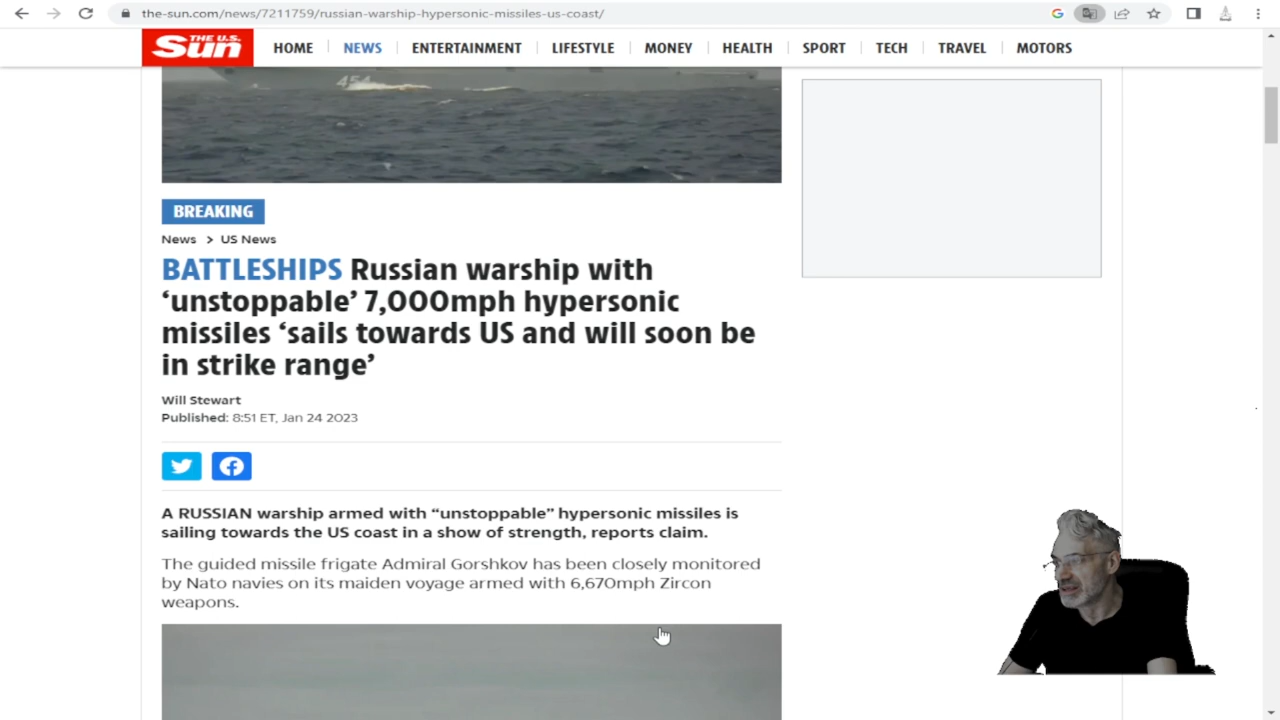 the-sun.com/news/7211759/russian-warship-hypersonic-missiles-us-coast/
THE U.S. Sun
HOME NEWS ENTERTAINMENT LIFESTYLE MONEY HEALTH SPORT TECH TRAVEL MOTORS
454
BREAKING
News > US News
BATTLESHIPS Russian warship with
‘unstoppable’ 7,000mph hypersonic
missiles ‘sails towards US and will soon be
in strike range’
Will Stewart
Published: 8:51 ET, Jan 24 2023
A RUSSIAN warship armed with “unstoppable” hypersonic missiles is
sailing towards the US coast in a show of strength, reports claim.
The guided missile frigate Admiral Gorshkov has been closely monitored
by Nato navies on its maiden voyage armed with 6,670mph Zircon
weapons.